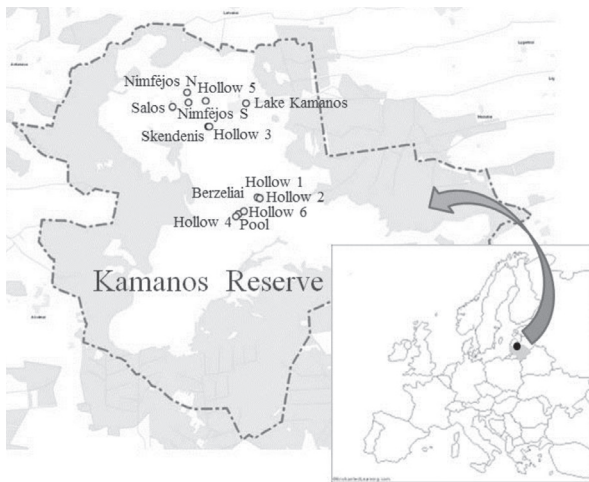 Nimfėjos N
Hollow 5
Salos
Nimfėjos S
Lake Kamanos
Skendenis
Hollow 3
Hollow 1
Berzeliai
Hollow 2
Hollow 6
Hollow 4
Pool
Kamanos Reserve